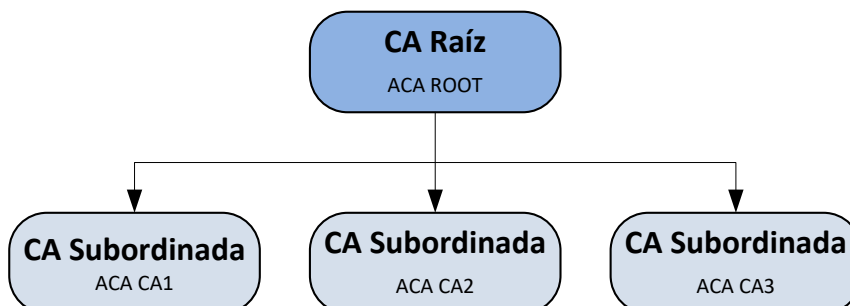 CA Raíz
ACA ROOT
CA Subordinada
ACA CA1
CA Subordinada
ACA CA2
CA Subordinada
ACA CA3